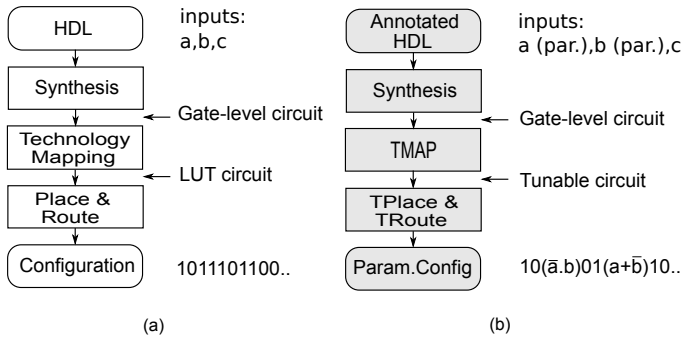 HDL
inputs:
a,b,c
Synthesis
Gate-level circuit
Technology
Mapping
LUT circuit
Place &
Route
Configuration
1011101100..
(a)
Annotated
HDL
inputs:
a (par.),b (par.),c
Synthesis
Gate-level circuit
TMAP
Tunable circuit
TPlace &
TRoute
Param.Config
10(a̅.b)01(a+b̅)10..
(b)